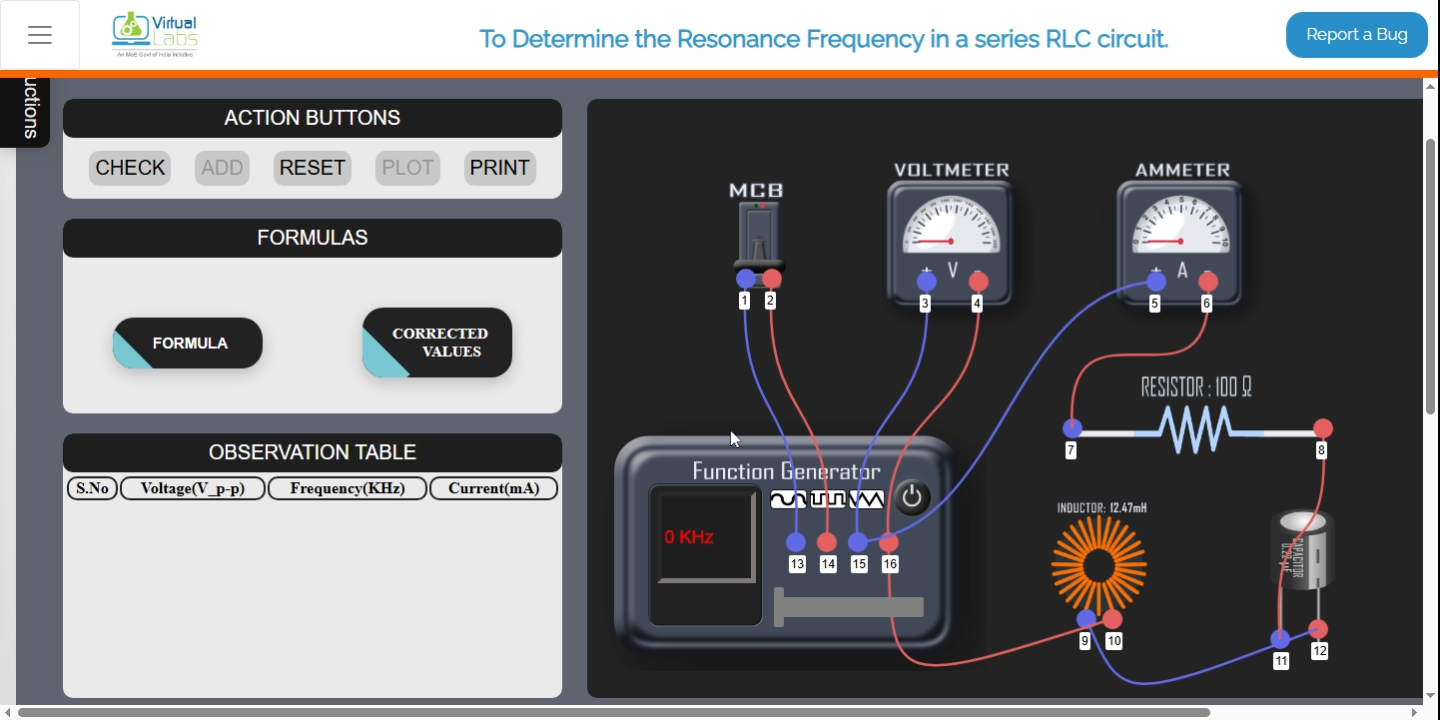 Virtual
Labs
An MoE Govt of India Initiative
To Determine the Resonance Frequency in a series RLC circuit.
Report a Bug
uctions
ACTION BUTTONS
CHECK ADD RESET PLOT PRINT
FORMULAS
FORMULA
CORRECTED
VALUES
OBSERVATION TABLE
S.No Voltage(V_p-p) Frequency(KHz) Current(mA)
MCB
VOLTMETER
AMMETER
+ V -
+ A -
1 2 3 4 5 6
RESISTOR : 100 Ω
7 8
Function Generator
0 KHz
13 14 15 16
INDUCTOR: 12.47mH
9 10
CAPACITOR
11 12